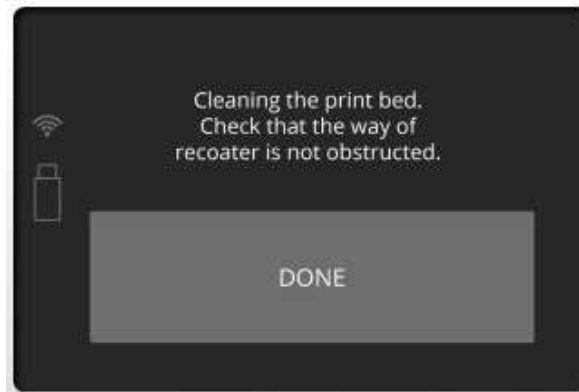 Cleaning the print bed.
Check that the way of
recoater is not obstructed.
DONE